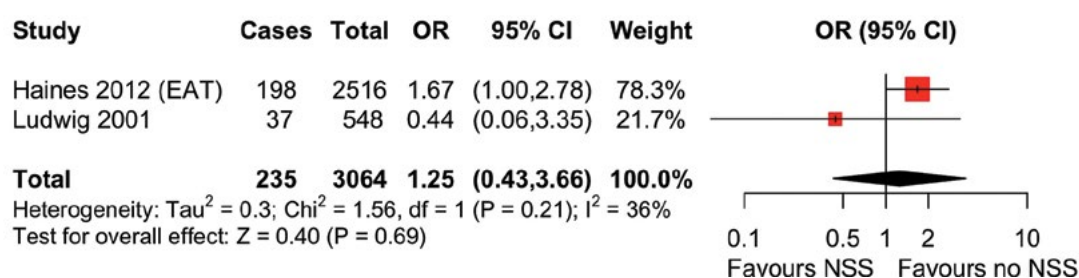 Study Cases Total OR 95% CI Weight OR (95% CI)
Haines 2012 (EAT) 198 2516 1.67 (1.00,2.78) 78.3%
Ludwig 2001 37 548 0.44 (0.06,3.35) 21.7%
Total 235 3064 1.25 (0.43,3.66) 100.0%
Heterogeneity: Tau² = 0.3; Chi² = 1.56, df = 1 (P = 0.21); I² = 36%
Test for overall effect: Z = 0.40 (P = 0.69)
0.1 0.5 1 2 10
Favours NSS Favours no NSS